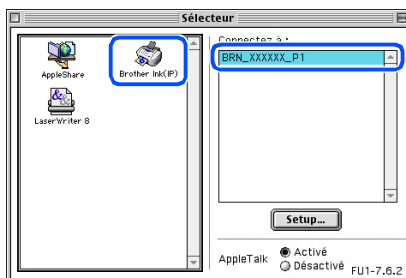 Sélecteur
AppleShare
Brother Ink(IP)
LaserWriter 8
Connectez à :
BRN_XXXXXX_P1
Setup...
AppleTalk
Activé
Désactivé
FU1-7.6.2